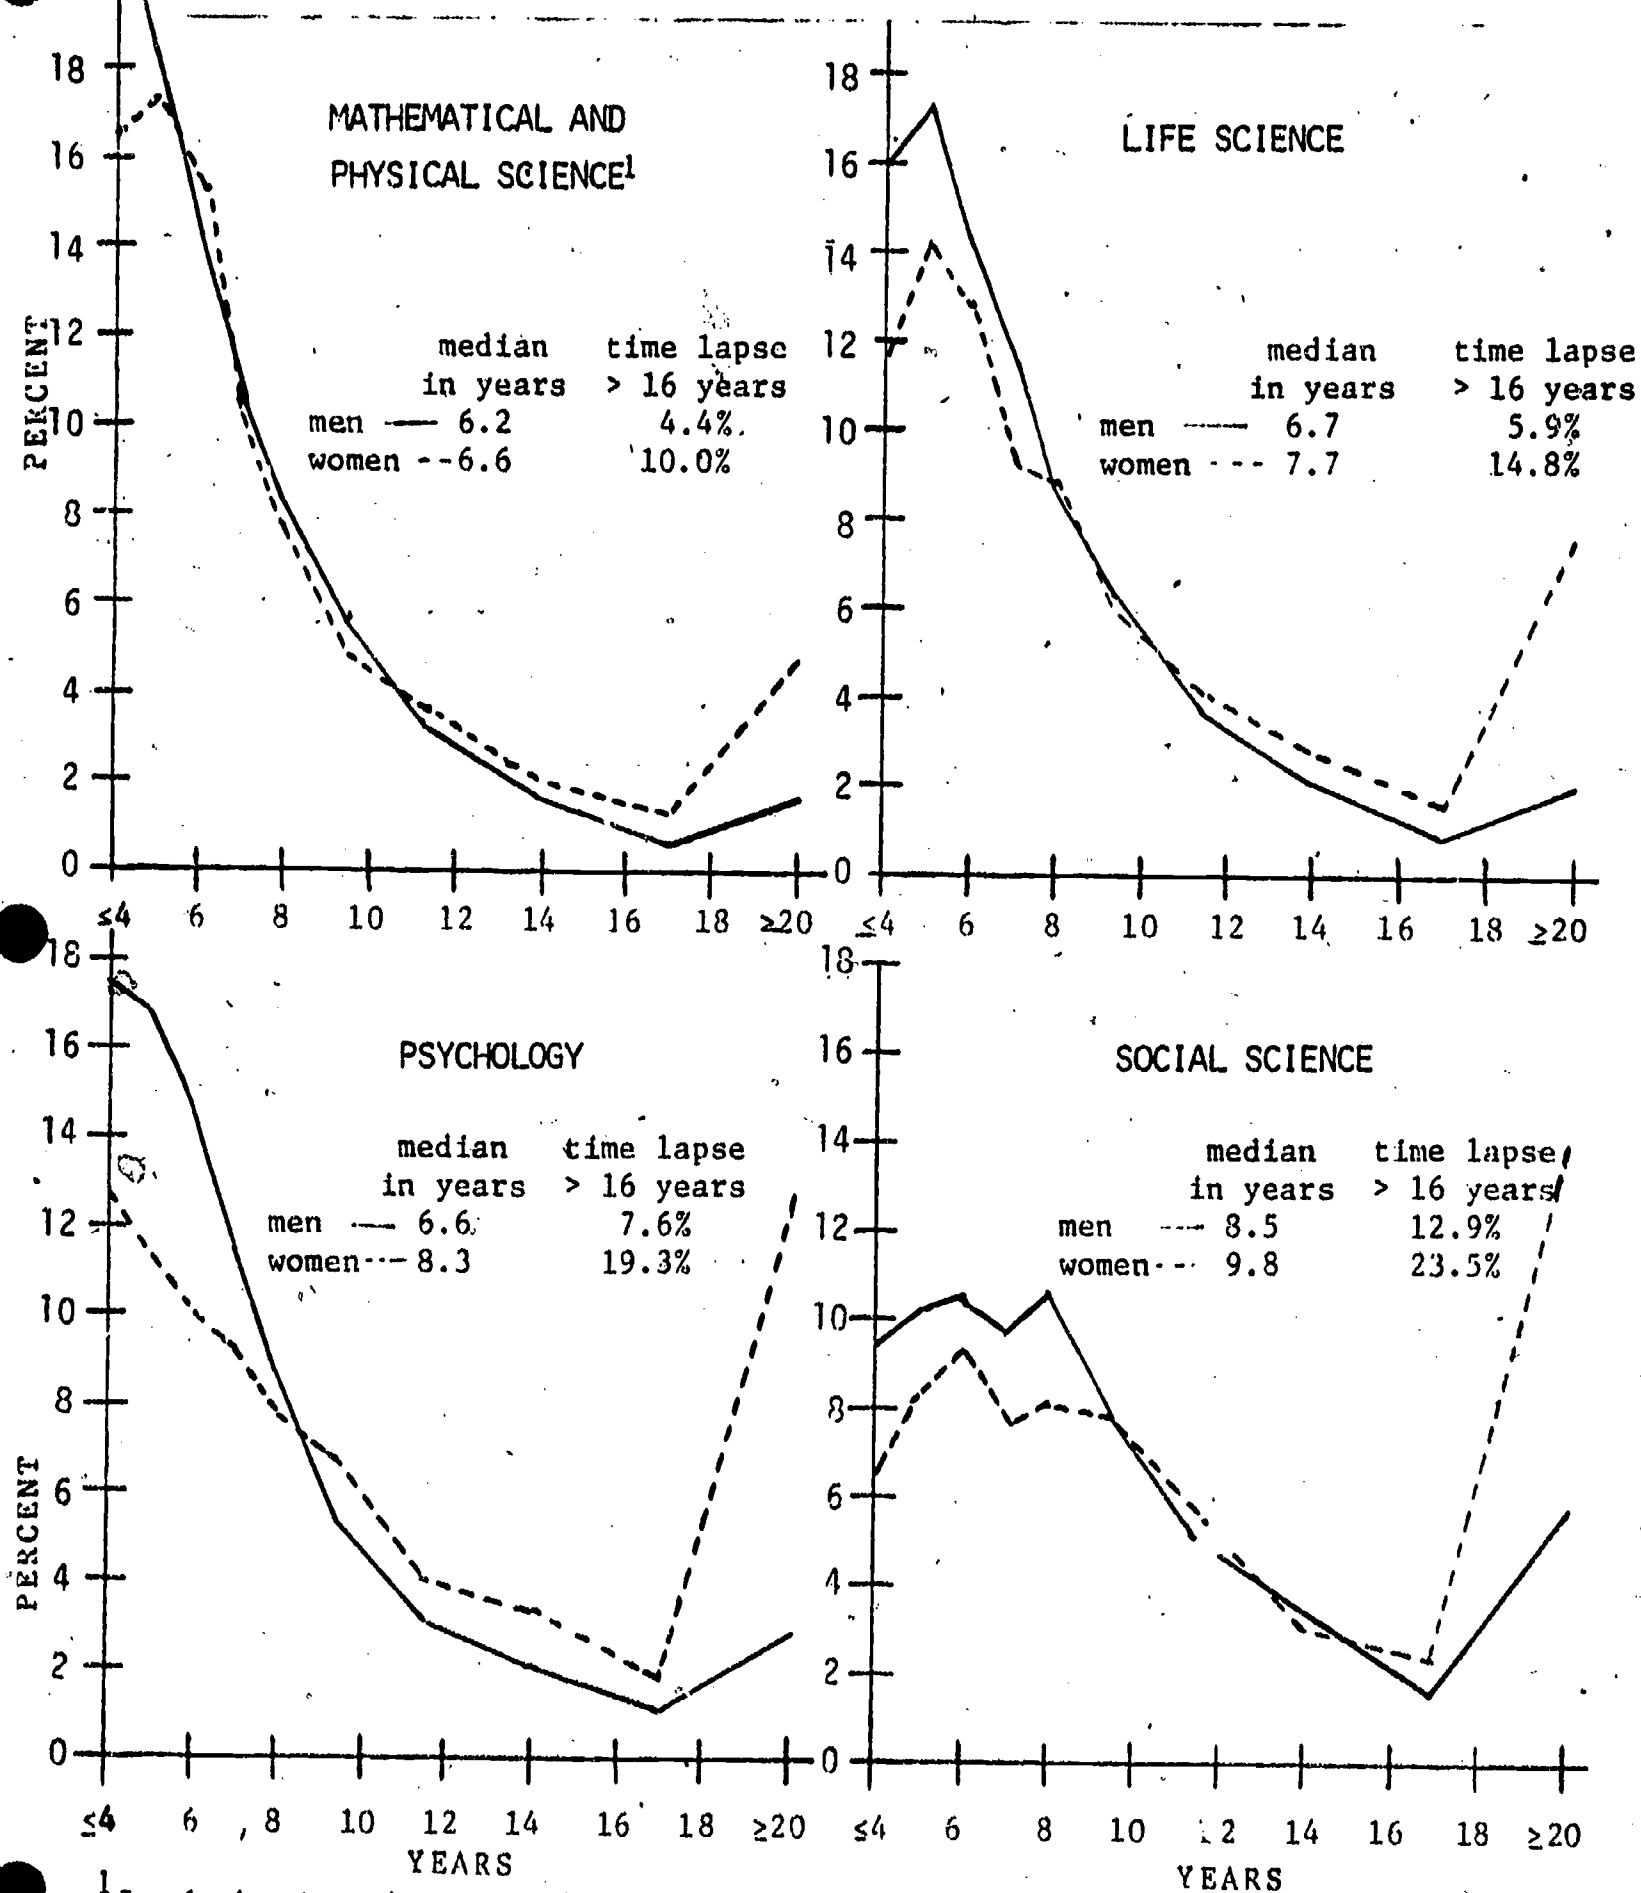 18
16
14
12
10
8
6
4
2
0
PERCENT
MATHEMATICAL AND
PHYSICAL SCIENCE1
median time lapse
in years > 16 years
men 6.2 4.4%
women 6.6 10.0%
≤4 6 8 10 12 14 16 18 ≥20
18
16
14
12
10
8
6
4
2
0
LIFE SCIENCE
median time lapse
in years > 16 years
men 6.7 5.9%
women 7.7 14.8%
≤4 6 8 10 12 14 16 18 ≥20
18
16
14
12
10
8
6
4
2
0
PERCENT
PSYCHOLOGY
median time lapse
in years > 16 years
men 6.6 7.6%
women 8.3 19.3%
≤4 6 8 10 12 14 16 18 ≥20
YEARS
18
16
14
12
10
8
6
4
2
0
SOCIAL SCIENCE
median time lapse
in years > 16 years
men 8.5 12.9%
women 9.8 23.5%
≤4 6 8 10 12 14 16 18 ≥20
YEARS
1